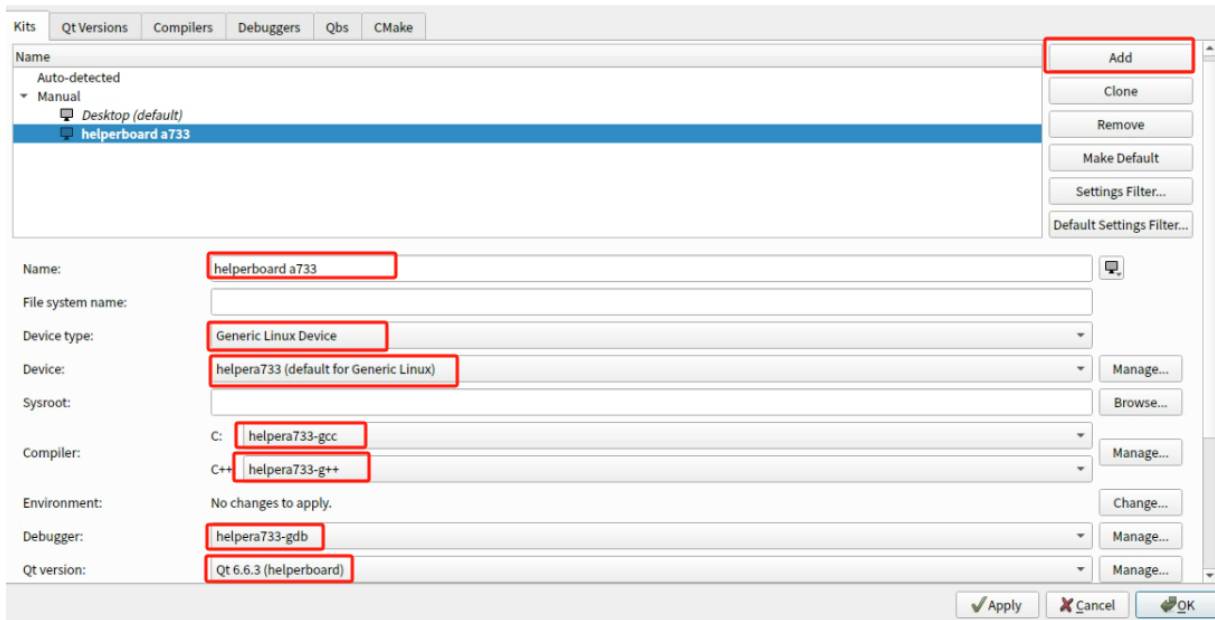 Kits Qt Versions Compilers Debuggers Qbs CMake
Name
Add
Auto-detected
Clone
Manual
Desktop (default)
Remove
helperboard a733
Make Default
Settings Filter...
Default Settings Filter...
Name: helperboard a733
File system name:
Device type: Generic Linux Device
Device: helpera733 (default for Generic Linux) Manage...
Sysroot: Browse...
Compiler: C: helpera733-gcc
Manage...
C++ helpera733-g++
Environment: No changes to apply. Change...
Debugger: helpera733-gdb Manage...
Qt version: Qt 6.6.3 (helperboard) Manage...
Apply Cancel OK